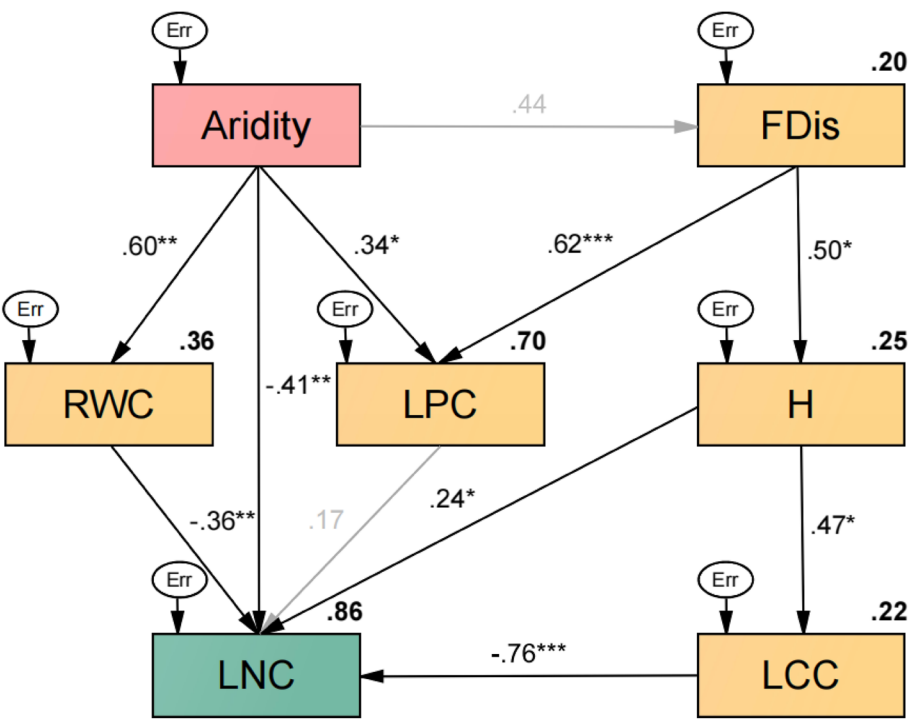 Err
Err
.20
Aridity
.44
FDis
.60**
.34*
.62***
.50*
Err
Err
Err
.36
.70
.25
RWC
-.41**
LPC
H
-.36**
.17
.24*
.47*
Err
Err
.86
.22
LNC
-.76***
LCC